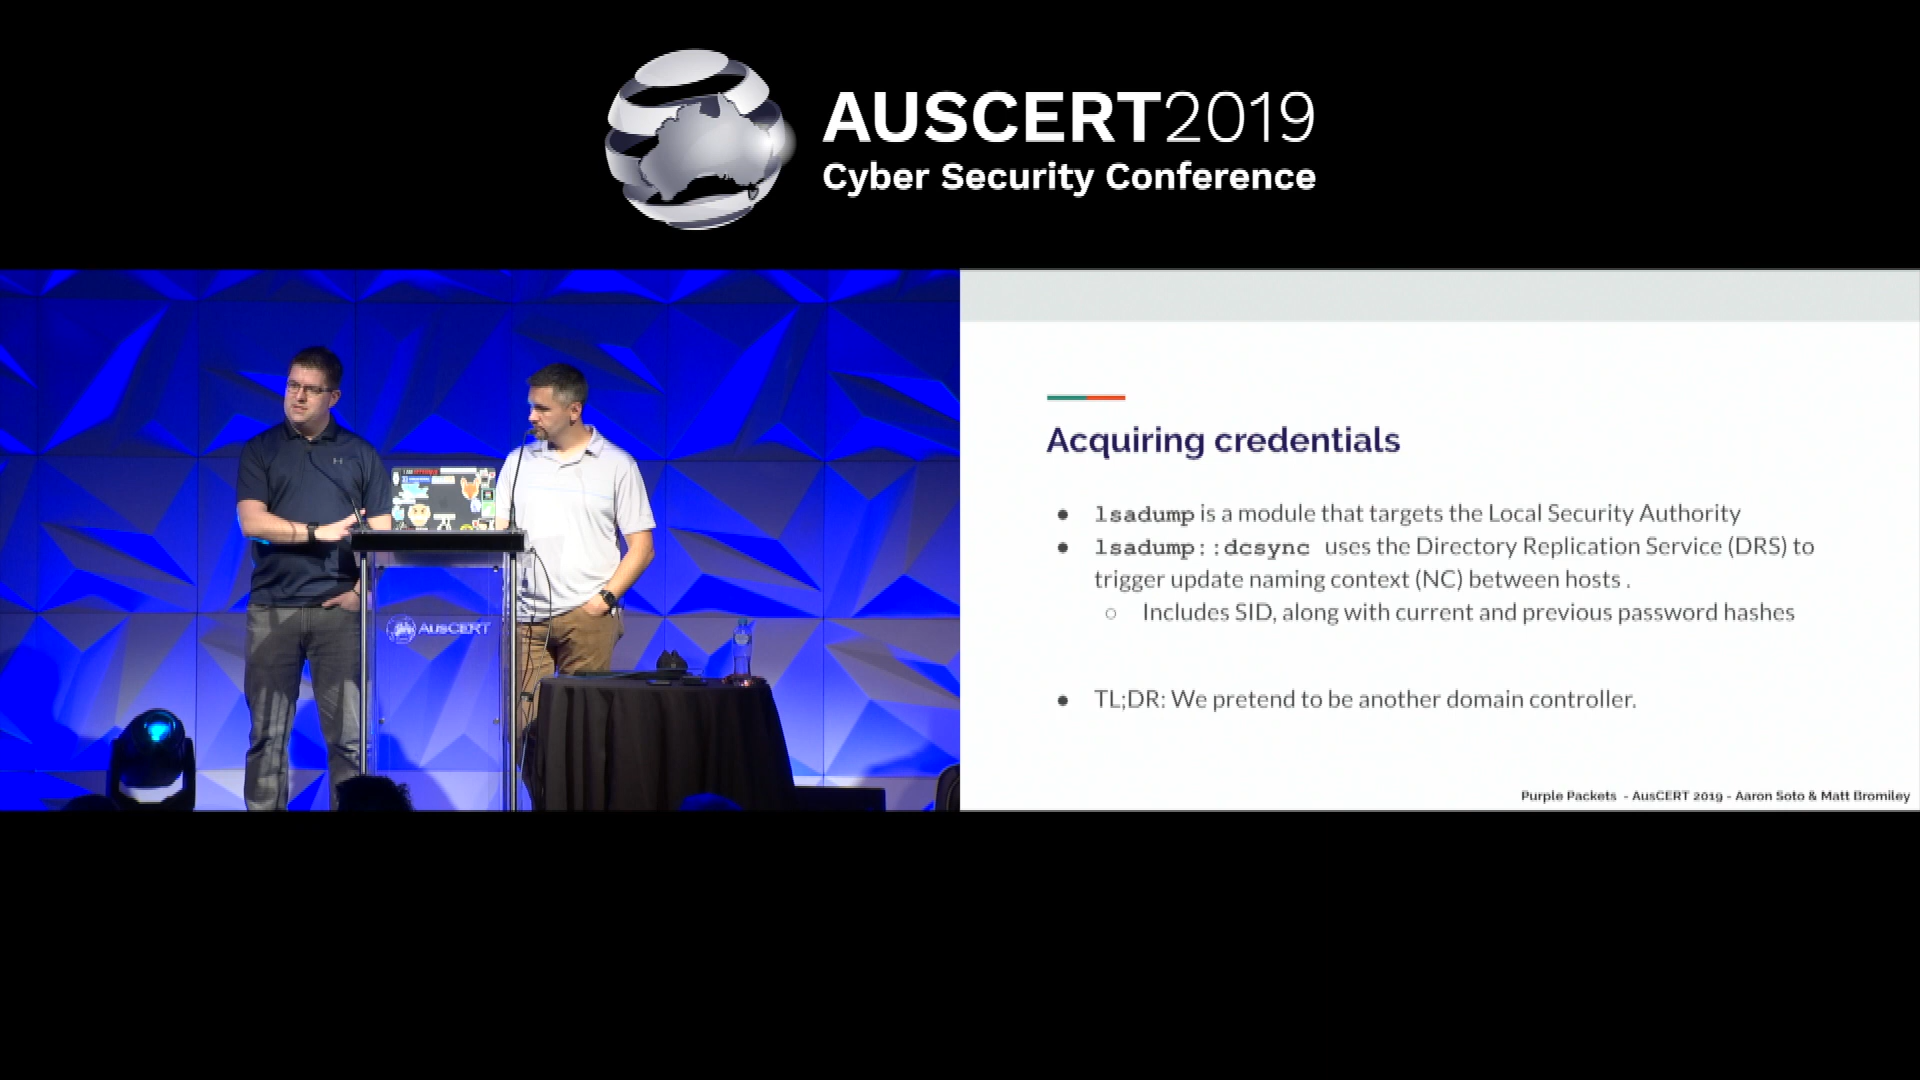 AUSCERT2019
Cyber Security Conference
AUSCERT
Acquiring credentials
● lsadump is a module that targets the Local Security Authority
● lsadump::dcsync uses the Directory Replication Service (DRS) to
trigger update naming context (NC) between hosts .
○ Includes SID, along with current and previous password hashes
● TL;DR: We pretend to be another domain controller.
Purple Packets - AusCERT 2019 - Aaron Soto & Matt Bromiley